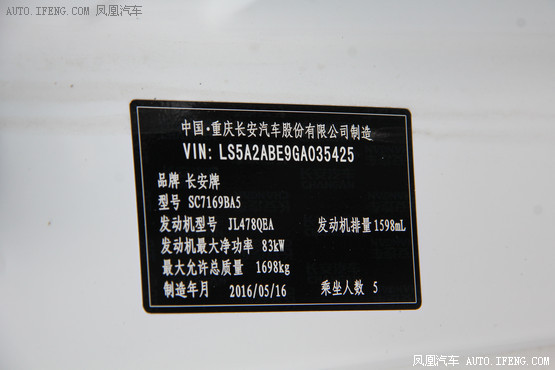 AUTO.IFENG.COM 凤凰汽车
中国·重庆长安汽车股份有限公司制造
VIN: LS5A2ABE9GA035425
品牌 长安牌
型号 SC7169BA5
发动机型号 JL478QEA 发动机排量 1598mL
发动机最大净功率 83kW
最大允许总质量 1698kg
制造年月 2016/05/16 乘坐人数 5
凤凰汽车 AUTO.IFENG.COM